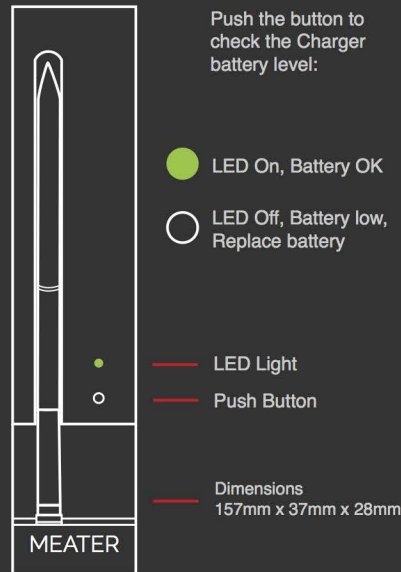 Push the button to
check the Charger
battery level:
LED On, Battery OK
LED Off, Battery low,
Replace battery
LED Light
Push Button
Dimensions
157mm x 37mm x 28mm
MEATER